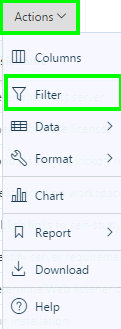 Actions
Columns
Filter
Data
Format
Chart
Report
Download
Help